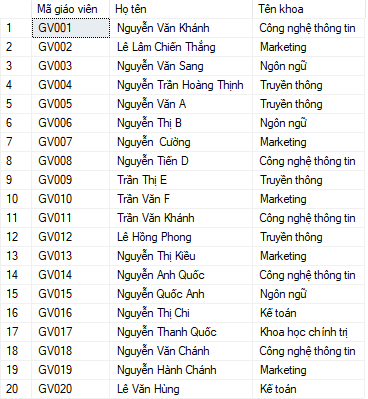 Mã giáo viên Họ tên Tên khoa
1 GV001 Nguyễn Văn Khánh Công nghệ thông tin
2 GV002 Lê Lâm Chiến Thắng Marketing
3 GV003 Nguyễn Văn Sang Ngôn ngữ
4 GV004 Nguyễn Trần Hoàng Thịnh Truyền thông
5 GV005 Nguyễn Văn A Truyền thông
6 GV006 Nguyễn Thị B Ngôn ngữ
7 GV007 Nguyễn  Cường Marketing
8 GV008 Nguyễn Tiến D Công nghệ thông tin
9 GV009 Trần Thị E Truyền thông
10 GV010 Trần Văn F Marketing
11 GV011 Trần Văn Khánh Công nghệ thông tin
12 GV012 Lê Hồng Phong Truyền thông
13 GV013 Nguyễn Thị Kiều Marketing
14 GV014 Nguyễn Anh Quốc Công nghệ thông tin
15 GV015 Nguyễn Quốc Anh Ngôn ngữ
16 GV016 Nguyễn Thị Chi Kế toán
17 GV017 Nguyễn Thanh Quốc Khoa học chính trị
18 GV018 Nguyễn Văn Chánh Công nghệ thông tin
19 GV019 Nguyễn Hành Chánh Marketing
20 GV020 Lê Văn Hùng Kế toán